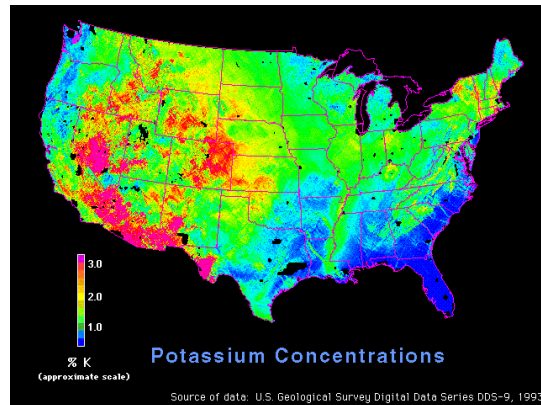 3.0
2.0
1.0
% K
(approximate scale)
Potassium Concentrations
Source of data: U.S. Geological Survey Digital Data Series DDS-9, 1993